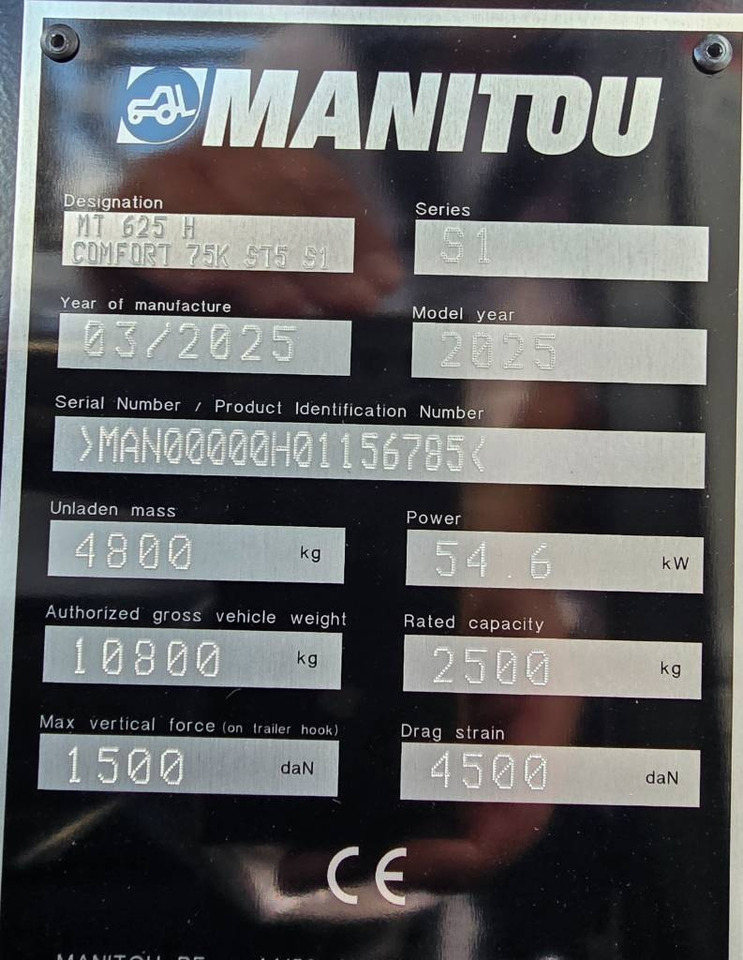 MANITOU
Designation
MT 625 H
COMFORT 75K ST5 S1
Series
S1
Year of manufacture
03/2025
Model year
2025
Serial Number / Product Identification Number
>MAN00000H01156785<
Unladen mass
4800 kg
Power
54.6 kW
Authorized gross vehicle weight
10800 kg
Rated capacity
2500 kg
Max vertical force (on trailer hook)
1500 daN
Drag strain
4500 daN
CE
MANITOU BF